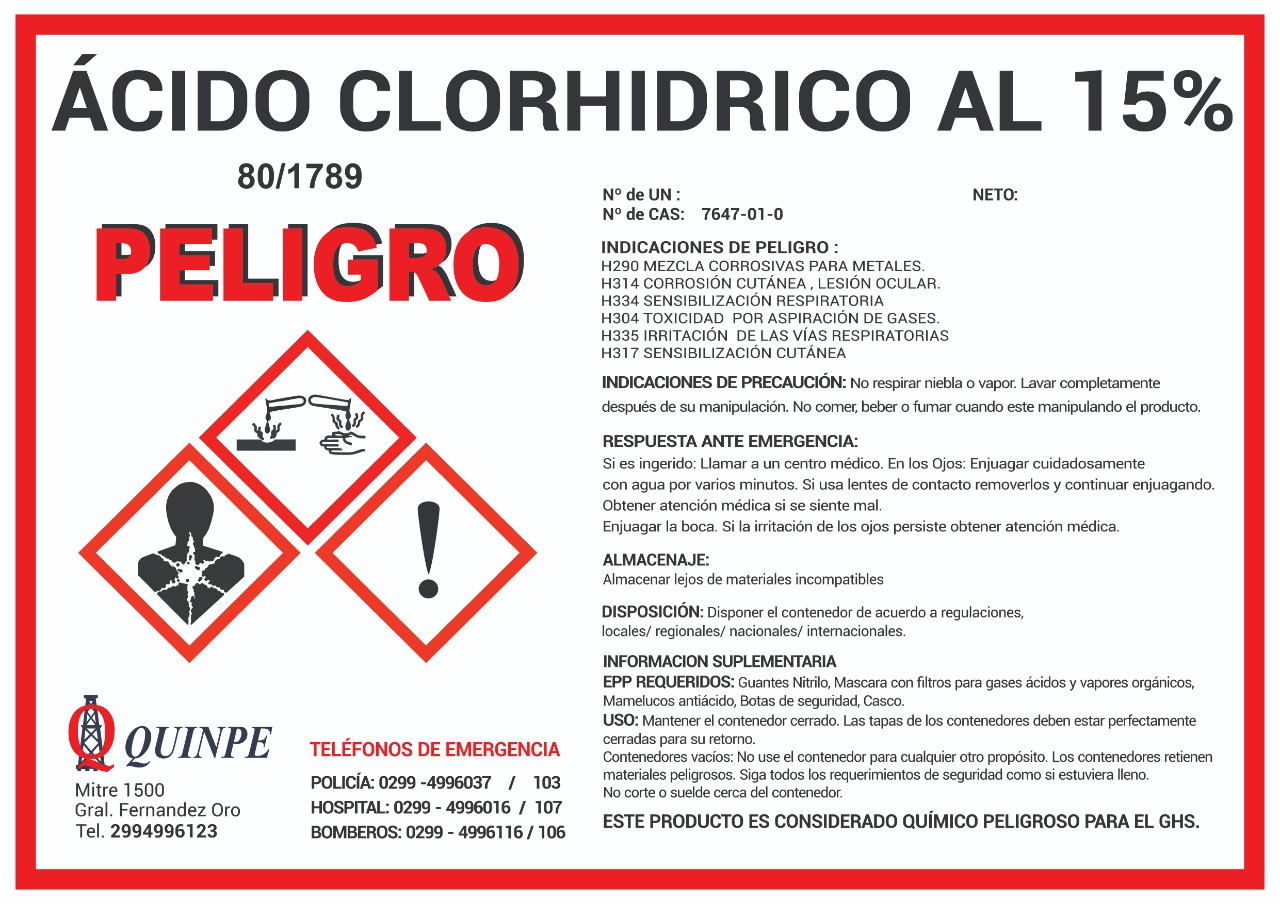 ÁCIDO CLORHIDRICO AL 15%
80/1789
PELIGRO
Nº de UN :
NETO:
Nº de CAS: 7647-01-0
INDICACIONES DE PELIGRO :
H290 MEZCLA CORROSIVAS PARA METALES.
H314 CORROSIÓN CUTÁNEA , LESIÓN OCULAR.
H334 SENSIBILIZACIÓN RESPIRATORIA
H304 TOXICIDAD POR ASPIRACIÓN DE GASES.
H335 IRRITACIÓN DE LAS VÍAS RESPIRATORIAS
H317 SENSIBILIZACIÓN CUTÁNEA
INDICACIONES DE PRECAUCIÓN: No respirar niebla o vapor. Lavar completamente
después de su manipulación. No comer, beber o fumar cuando este manipulando el producto.
RESPUESTA ANTE EMERGENCIA:
Si es ingerido: Llamar a un centro médico. En los Ojos: Enjuagar cuidadosamente
con agua por varios minutos. Si usa lentes de contacto removerlos y continuar enjuagando.
Obtener atención médica si se siente mal.
Enjuagar la boca. Si la irritación de los ojos persiste obtener atención médica.
ALMACENAJE:
Almacenar lejos de materiales incompatibles
DISPOSICIÓN: Disponer el contenedor de acuerdo a regulaciones,
locales/ regionales/ nacionales/ internacionales.
INFORMACION SUPLEMENTARIA
EPP REQUERIDOS: Guantes Nitrilo, Mascara con filtros para gases ácidos y vapores orgánicos,
Mamelucos antiácido, Botas de seguridad, Casco.
USO: Mantener el contenedor cerrado. Las tapas de los contenedores deben estar perfectamente
cerradas para su retorno.
Contenedores vacíos: No use el contenedor para cualquier otro propósito. Los contenedores retienen
materiales peligrosos. Siga todos los requerimientos de seguridad como si estuviera lleno.
No corte o suelde cerca del contenedor.
ESTE PRODUCTO ES CONSIDERADO QUÍMICO PELIGROSO PARA EL GHS.
Q QUINPE
Mitre 1500
Gral. Fernandez Oro
Tel. 2994996123
TELÉFONOS DE EMERGENCIA
POLICÍA: 0299 -4996037 / 103
HOSPITAL: 0299 - 4996016 / 107
BOMBEROS: 0299 - 4996116 / 106